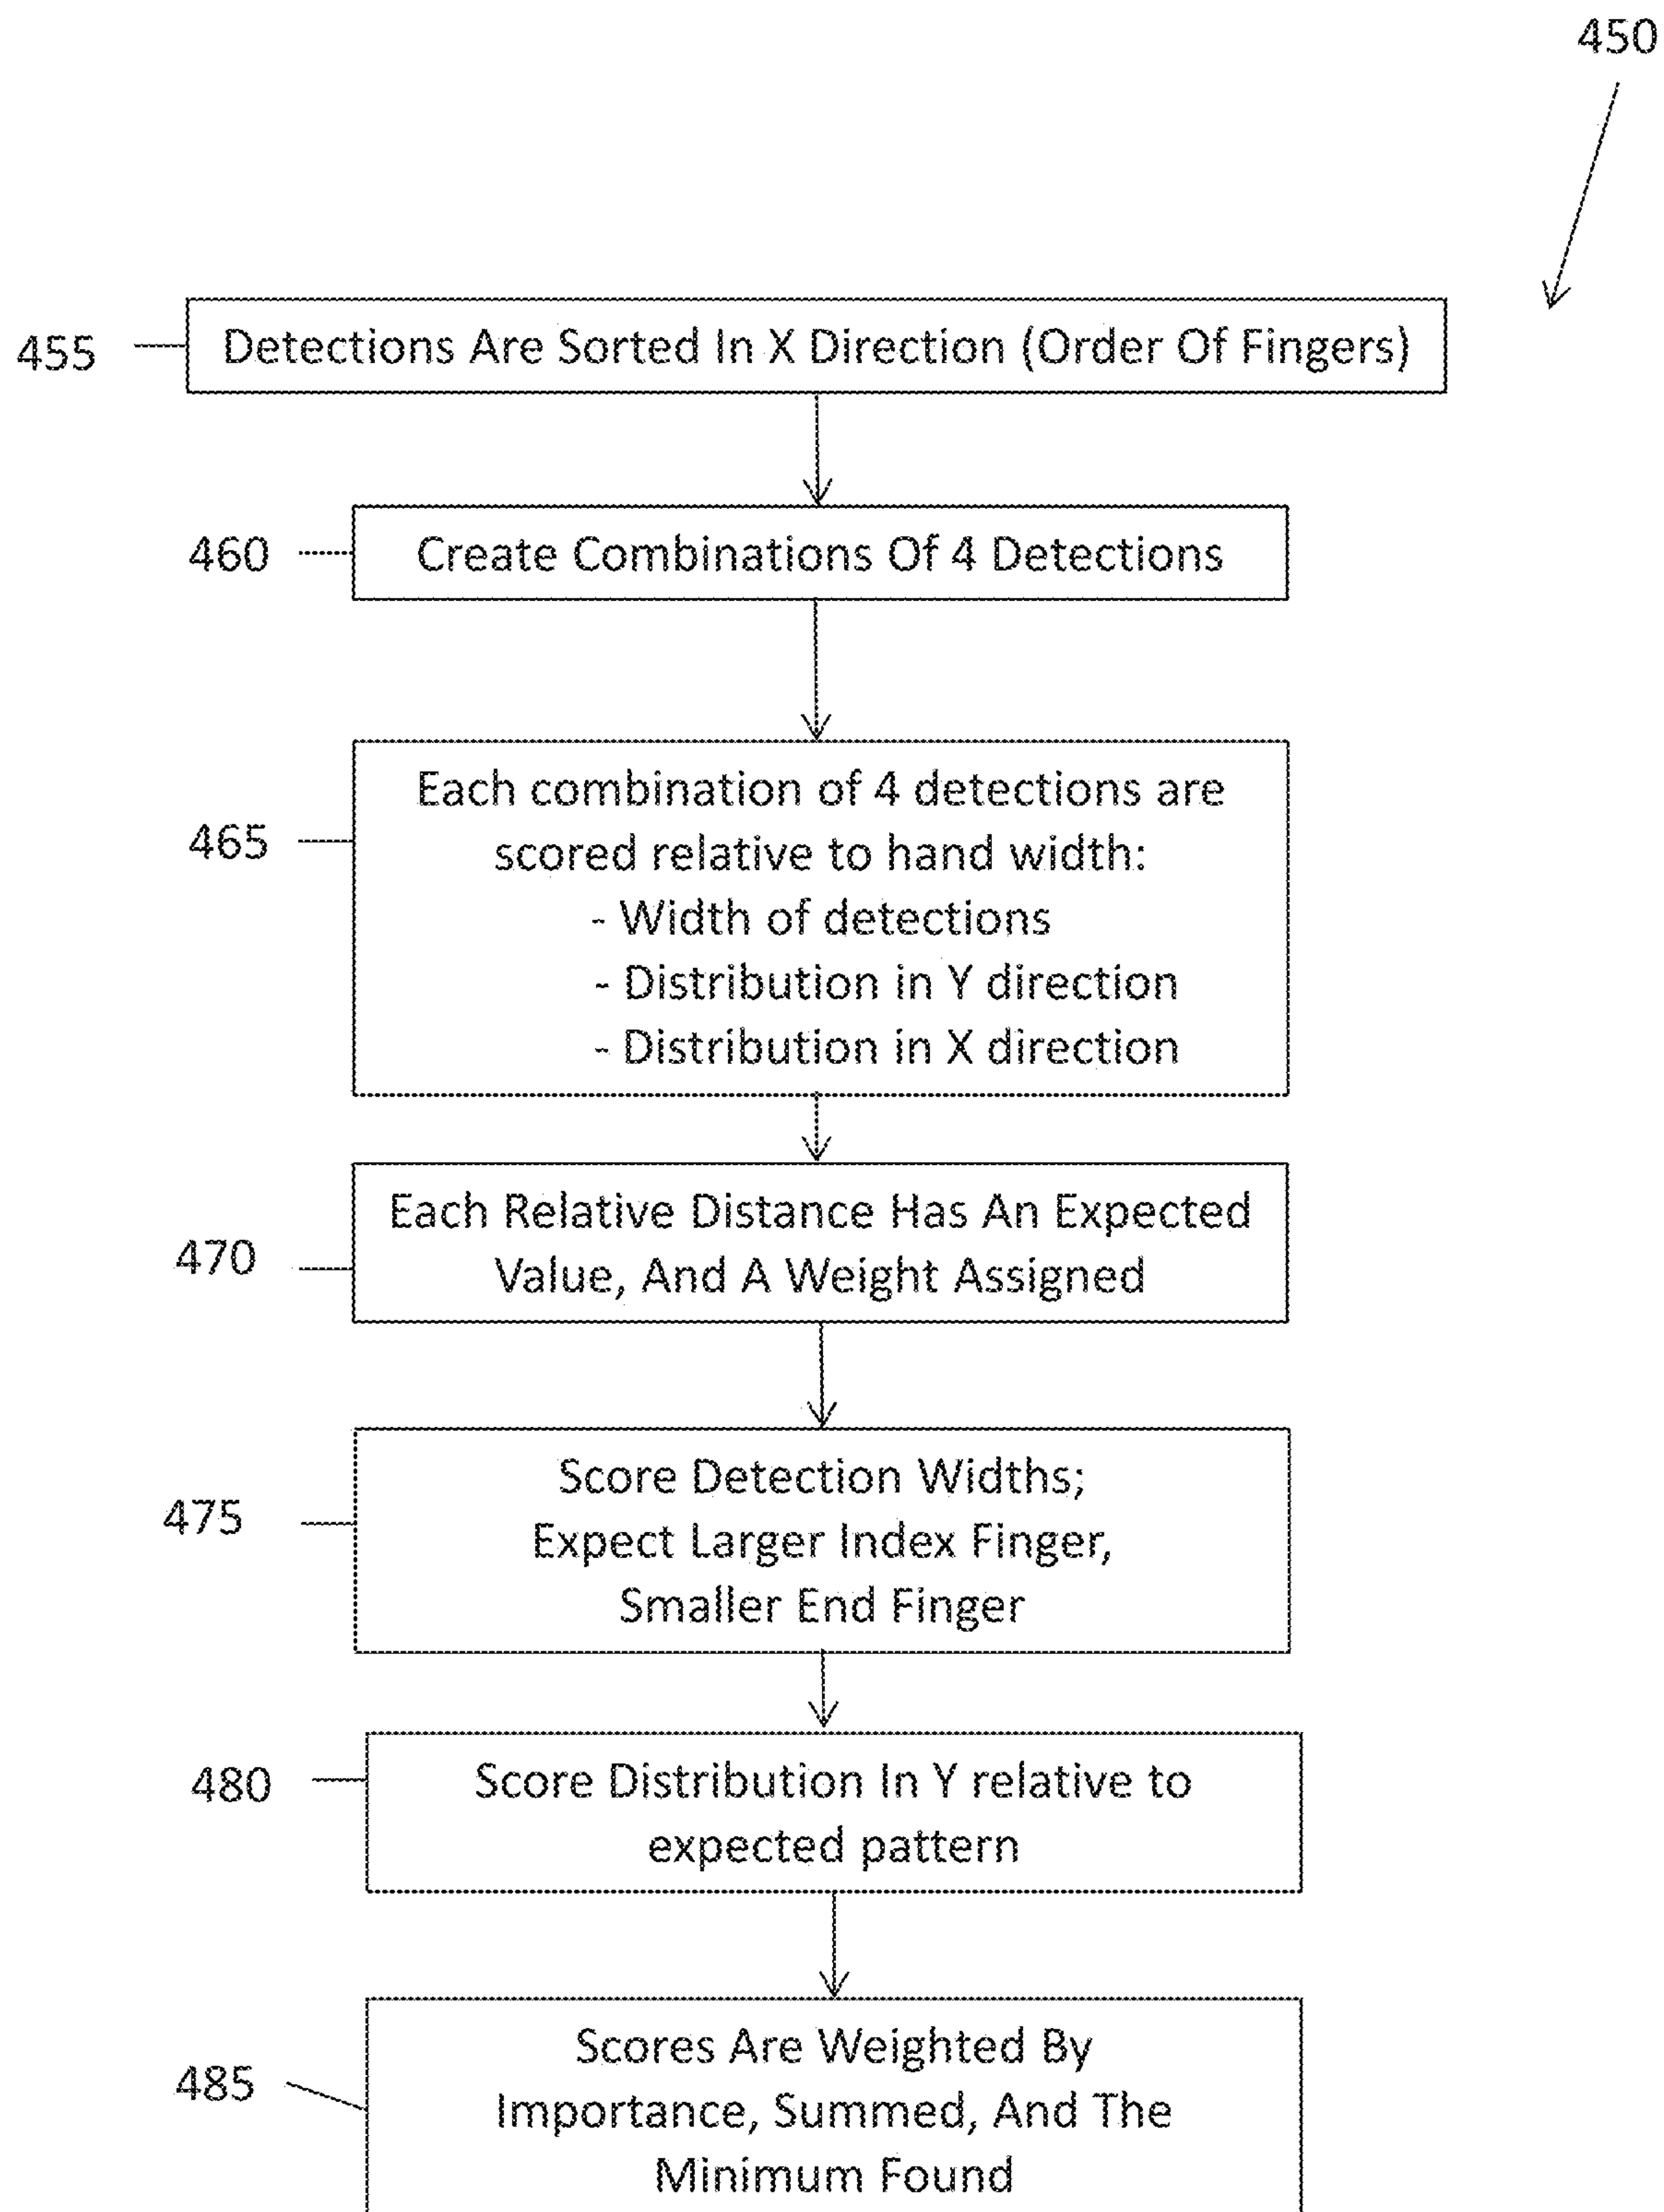 450
455
Detections Are Sorted In X Direction (Order Of Fingers)
460
Create Combinations Of 4 Detections
465
Each combination of 4 detections are
scored relative to hand width:
- Width of detections
- Distribution in Y direction
- Distribution in X direction
470
Each Relative Distance Has An Expected
Value, And A Weight Assigned
475
Score Detection Widths;
Expect Larger Index Finger,
Smaller End Finger
480
Score Distribution In Y relative to
expected pattern
485
Scores Are Weighted By
Importance, Summed, And The
Minimum Found